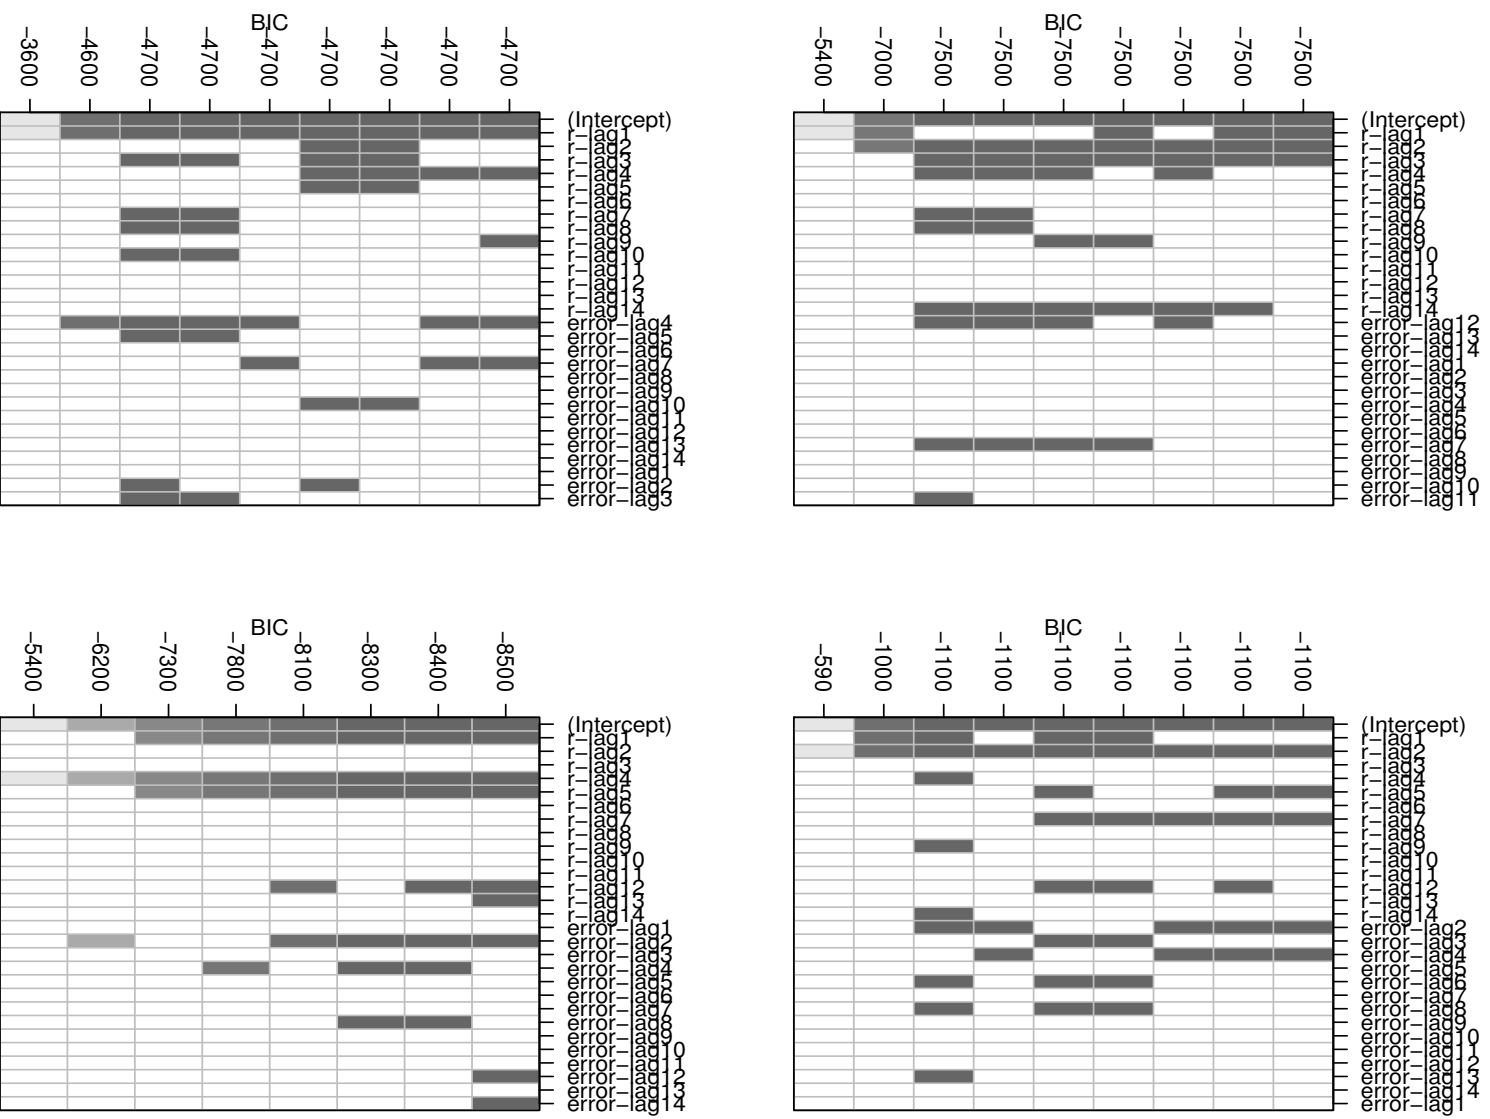 BIC
−3600
−4600
−4700
−4700
−4700
−4700
−4700
−4700
−4700
(Intercept)
r−lag1
r−lag2
r−lag3
r−lag4
r−lag5
r−lag6
r−lag7
r−lag8
r−lag9
r−lag10
r−lag11
r−lag12
r−lag13
r−lag14
error−lag4
error−lag5
error−lag6
error−lag7
error−lag8
error−lag9
error−lag10
error−lag11
error−lag12
error−lag13
error−lag14
error−lag1
error−lag2
error−lag3
BIC
−5400
−7000
−7500
−7500
−7500
−7500
−7500
−7500
−7500
(Intercept)
r−lag1
r−lag2
r−lag3
r−lag4
r−lag5
r−lag6
r−lag7
r−lag8
r−lag9
r−lag10
r−lag11
r−lag12
r−lag13
r−lag14
error−lag12
error−lag13
error−lag14
error−lag1
error−lag2
error−lag3
error−lag4
error−lag5
error−lag6
error−lag7
error−lag8
error−lag9
error−lag10
error−lag11
BIC
−5400
−6200
−7300
−7800
−8100
−8300
−8400
−8500
(Intercept)
r−lag1
r−lag2
r−lag3
r−lag4
r−lag5
r−lag6
r−lag7
r−lag8
r−lag9
r−lag10
r−lag11
r−lag12
r−lag13
r−lag14
error−lag1
error−lag2
error−lag3
error−lag4
error−lag5
error−lag6
error−lag7
error−lag8
error−lag9
error−lag10
error−lag11
error−lag12
error−lag13
error−lag14
BIC
−590
−1000
−1100
−1100
−1100
−1100
−1100
−1100
−1100
(Intercept)
r−lag1
r−lag2
r−lag3
r−lag4
r−lag5
r−lag6
r−lag7
r−lag8
r−lag9
r−lag10
r−lag11
r−lag12
r−lag13
r−lag14
error−lag2
error−lag3
error−lag4
error−lag5
error−lag6
error−lag7
error−lag8
error−lag9
error−lag10
error−lag11
error−lag12
error−lag13
error−lag14
error−lag1